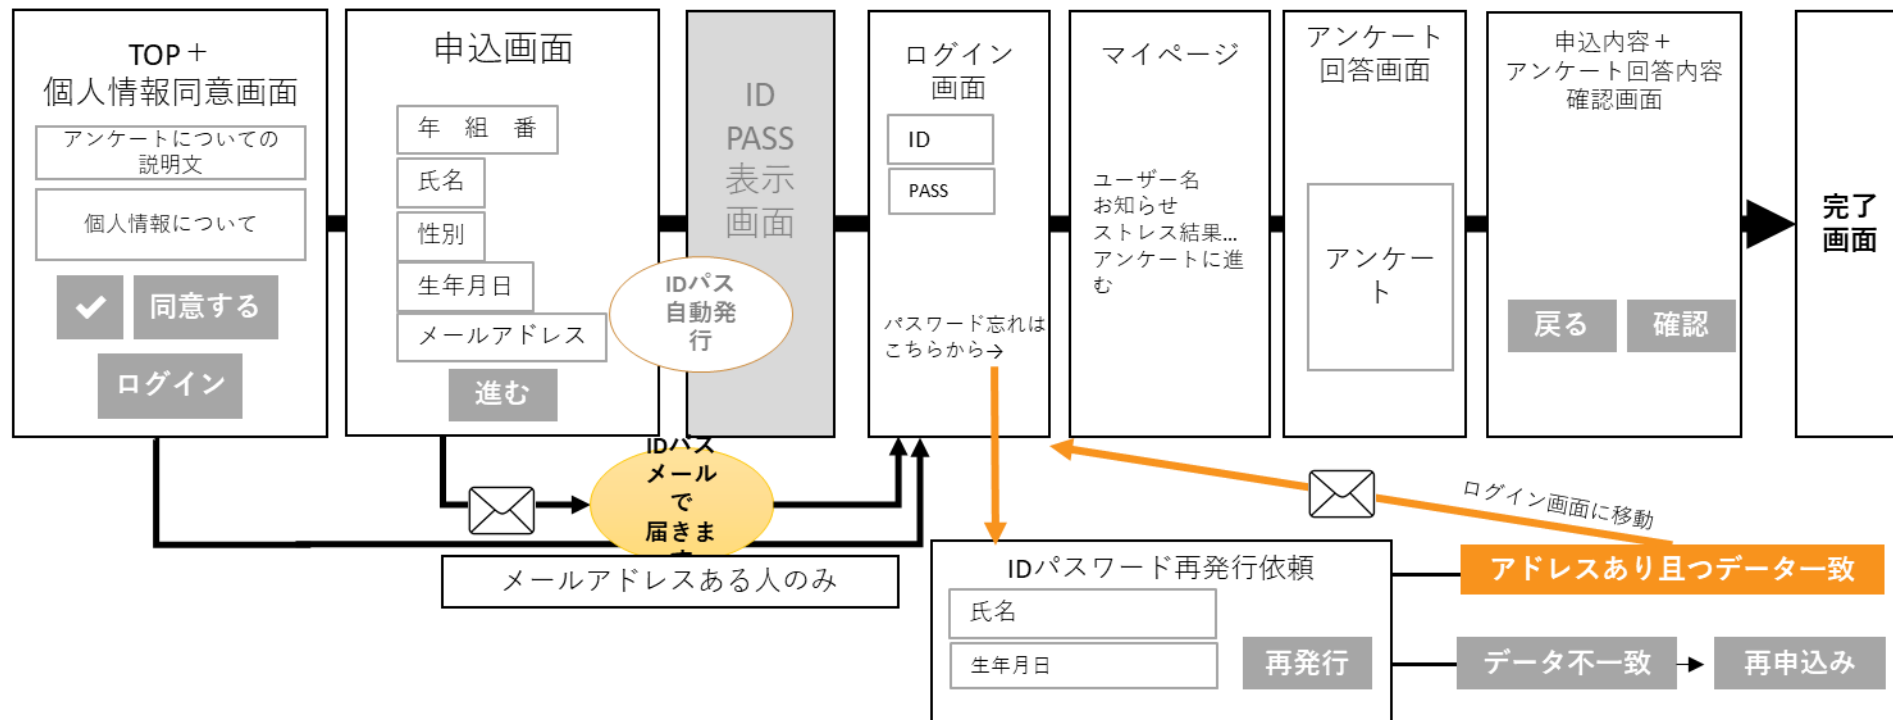 TOP＋
個人情報同意画面
アンケートについての
説明文
個人情報について
同意する
ログイン
申込画面
年　組　番
氏名
性別
生年月日
メールアドレス
進む
ID
PASS
表示
画面
IDパス
自動発
行
ログイン
画面
ID
PASS
パスワード忘れは
こちらから→
マイページ
ユーザー名
お知らせ
ストレス結果…
アンケートに進
む
アンケート
回答画面
アンケー
ト
申込内容＋
アンケート回答内容
確認画面
戻る
確認
完了
画面
IDパス
メール
で
届きま
す
メールアドレスある人のみ
IDパスワード再発行依頼
氏名
生年月日
再発行
ログイン画面に移動
アドレスあり且つデータ一致
データ不一致
再申込み